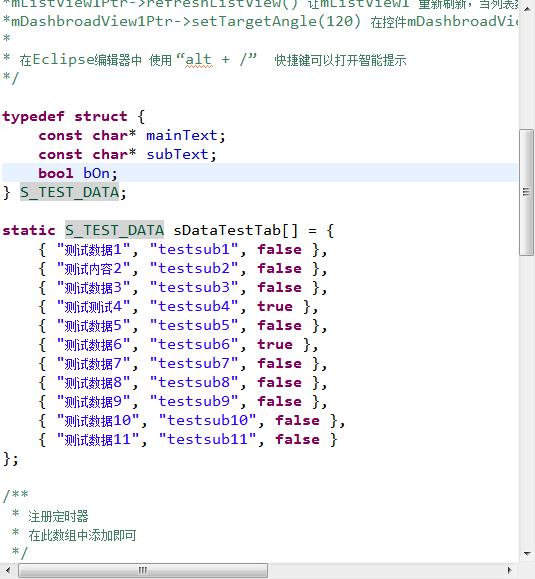 *mListView1Ptr->refreshListView() 让mListView1 重新刷新，当列表数
*mDashbroadView1Ptr->setTargetAngle(120) 在控件mDashbroadVie
*
* 在Eclipse编辑器中 使用“alt + /” 快捷键可以打开智能提示
*/
typedef struct {
const char* mainText;
const char* subText;
bool bOn;
} S_TEST_DATA;
static S_TEST_DATA sDataTestTab[] = {
{ "测试数据1", "testsub1", false },
{ "测试内容2", "testsub2", false },
{ "测试数据3", "testsub3", false },
{ "测试测试4", "testsub4", true },
{ "测试数据5", "testsub5", false },
{ "测试数据6", "testsub6", true },
{ "测试数据7", "testsub7", false },
{ "测试数据8", "testsub8", false },
{ "测试数据9", "testsub9", false },
{ "测试数据10", "testsub10", false },
{ "测试数据11", "testsub11", false }
};
/**
* 注册定时器
* 在此数组中添加即可
*/